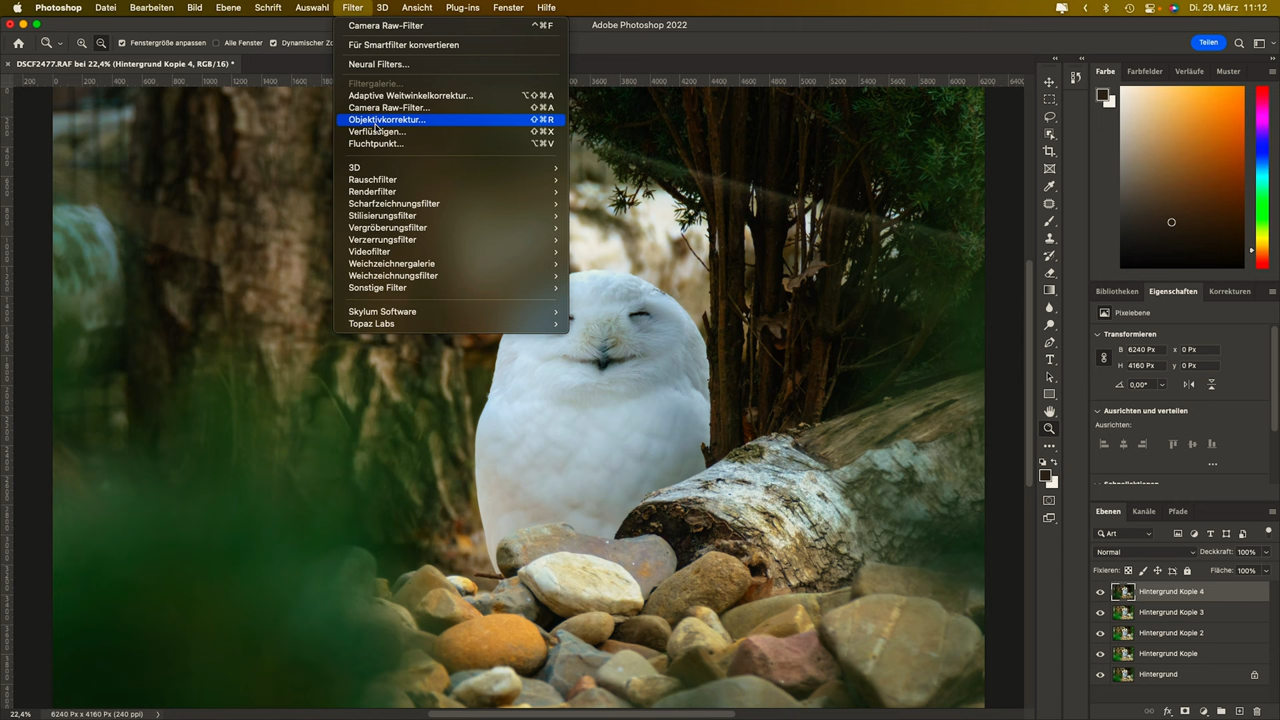 Photoshop Datei Bearbeiten Bild Ebene Schrift Auswahl Filter 3D Ansicht Plug-ins Fenster Hilfe Di. 29. März 11:12
Adobe Photoshop 2022
Fenstergröße anpassen Alle Fenster Dynamischer Zo Teilen
DSCF2477.RAF bei 22,4% (Hintergrund Kopie 4, RGB/16) *
Camera Raw-Filter ^⌘F
Für Smartfilter konvertieren
Neural Filters...
Filtergalerie...
Adaptive Weitwinkelkorrektur... ⌥⇧⌘A
Camera Raw-Filter... ⇧⌘A
Objektivkorrektur... ⇧⌘R
Verflüssigen... ⇧⌘X
Fluchtpunkt... ⌥⌘V
3D
Rauschfilter
Renderfilter
Scharfzeichnungsfilter
Stilisierungsfilter
Vergröberungsfilter
Verzerrungsfilter
Videofilter
Weichzeichnergalerie
Weichzeichnungsfilter
Sonstige Filter
Skylum Software
Topaz Labs
Farbe Farbfelder Verläufe Muster
Bibliotheken Eigenschaften Korrekturen
Pixelebene
Transformieren
B 6240 Px x 0 Px
H 4160 Px y 0 Px
0,00°
Ausrichten und verteilen
Ausrichten:
Ebenen Kanäle Pfade
Art
Normal Deckkraft: 100%
Fixieren: Fläche: 100%
Hintergrund Kopie 4
Hintergrund Kopie 3
Hintergrund Kopie 2
Hintergrund Kopie
Hintergrund
22,4% 6240 Px x 4160 Px (240 ppi)